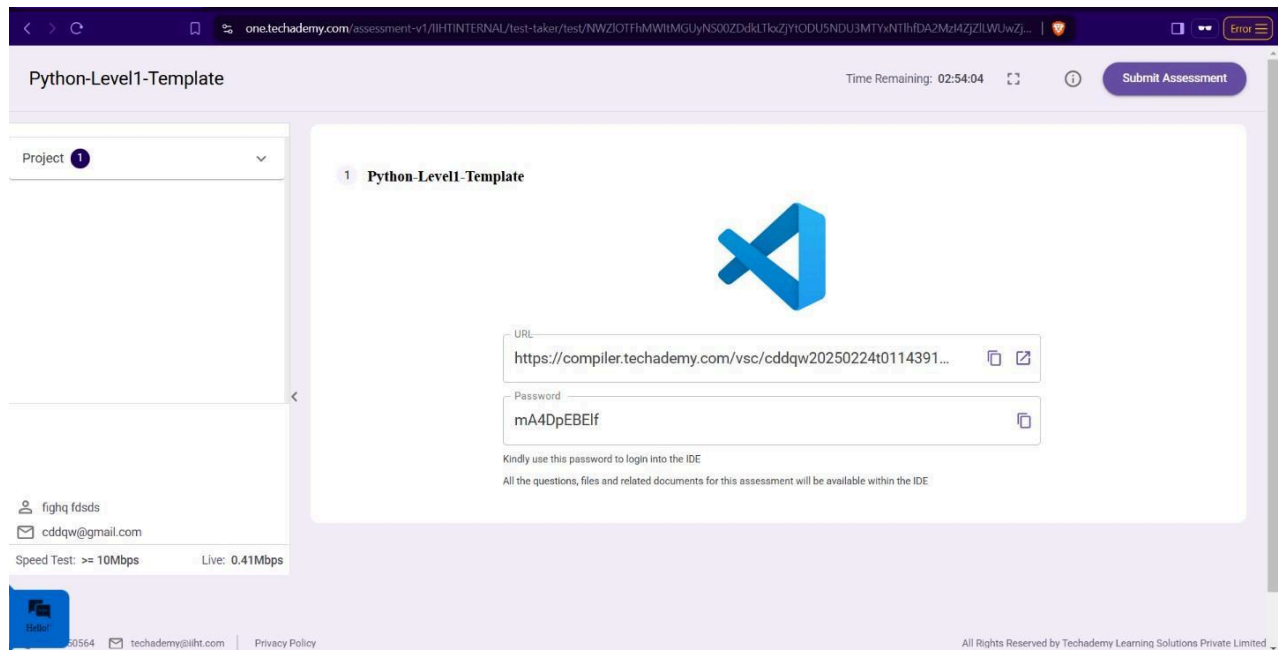 one.techademy.com/assessment-v1/IIHTINTERNAL/test-taker/test/
Error
Python-Level1-Template
Time Remaining: 02:54:04
Submit Assessment
Project 1
1 Python-Level1-Template
URL
https://compiler.techademy.com/vsc/cddqw20250224t0114391...
Password
mA4DpEBElf
Kindly use this password to login into the IDE
All the questions, files and related documents for this assessment will be available within the IDE
fighq fdsds
cddqw@gmail.com
Speed Test: >= 10Mbps Live: 0.41Mbps
Hello!
50564 techademy@iiht.com Privacy Policy
All Rights Reserved by Techademy Learning Solutions Private Limited